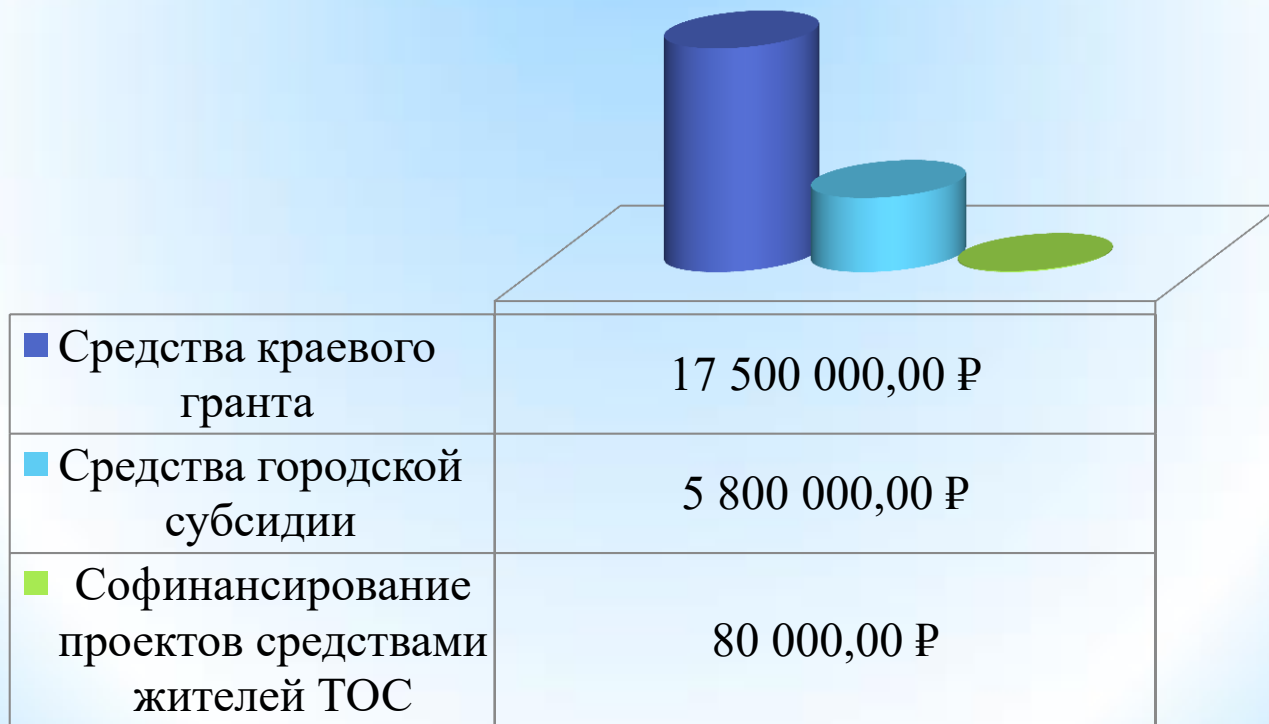 Средства краевого
гранта
17 500 000,00 ₽
Средства городской
субсидии
5 800 000,00 ₽
Софинансирование
проектов средствами
жителей ТОС
80 000,00 ₽